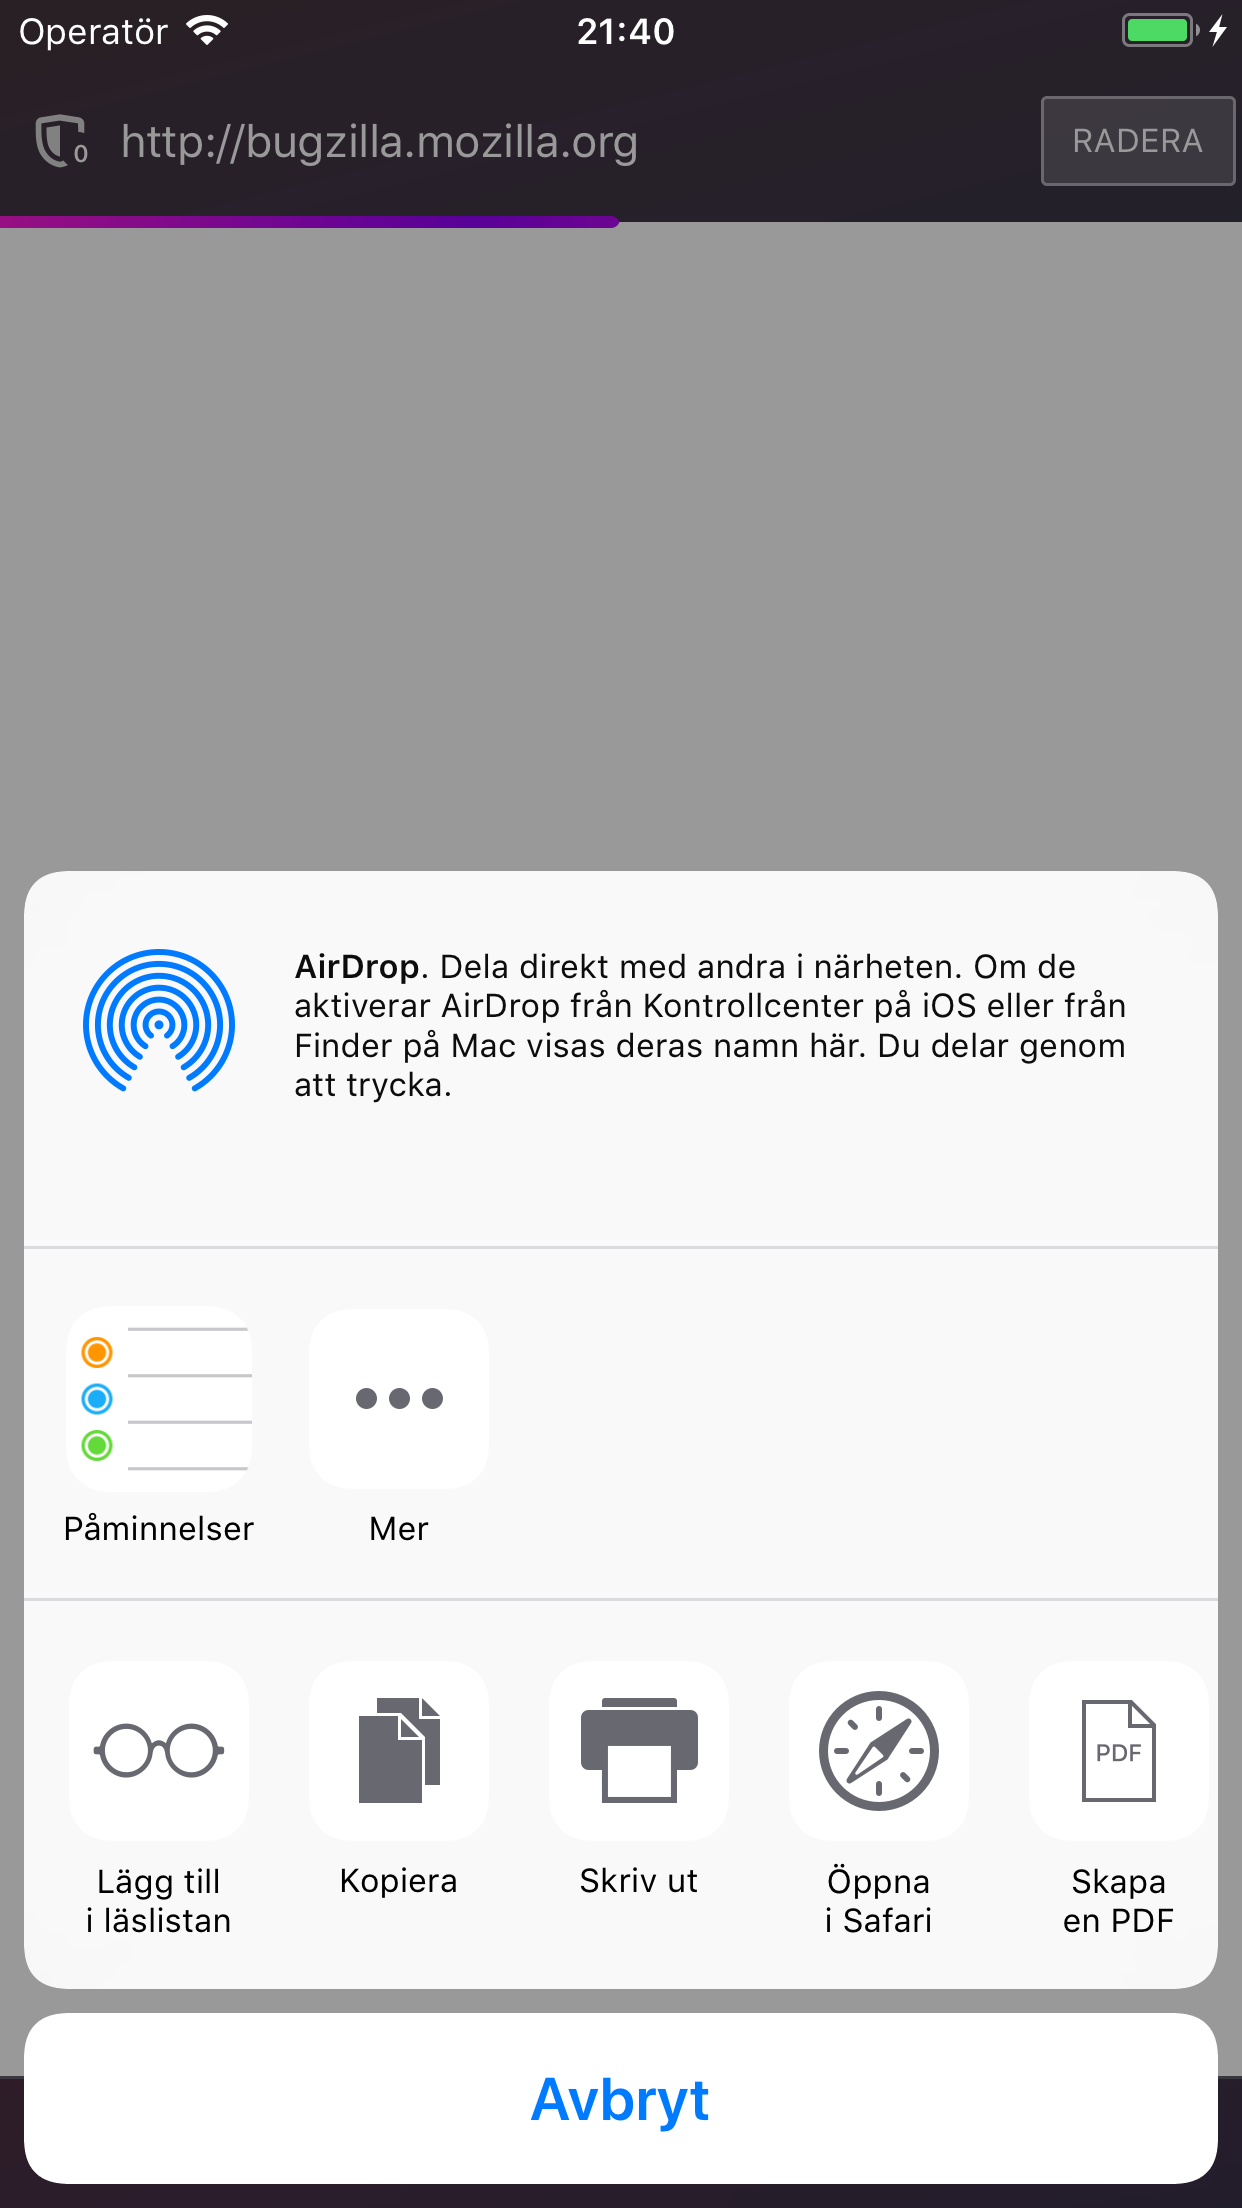 Operatör
21:40
0
http://bugzilla.mozilla.org
RADERA
AirDrop. Dela direkt med andra i närheten. Om de
aktiverar AirDrop från Kontrollcenter på iOS eller från
Finder på Mac visas deras namn här. Du delar genom
att trycka.
Påminnelser
Mer
PDF
Lägg till
i läslistan
Kopiera
Skriv ut
Öppna
i Safari
Skapa
en PDF
Avbryt